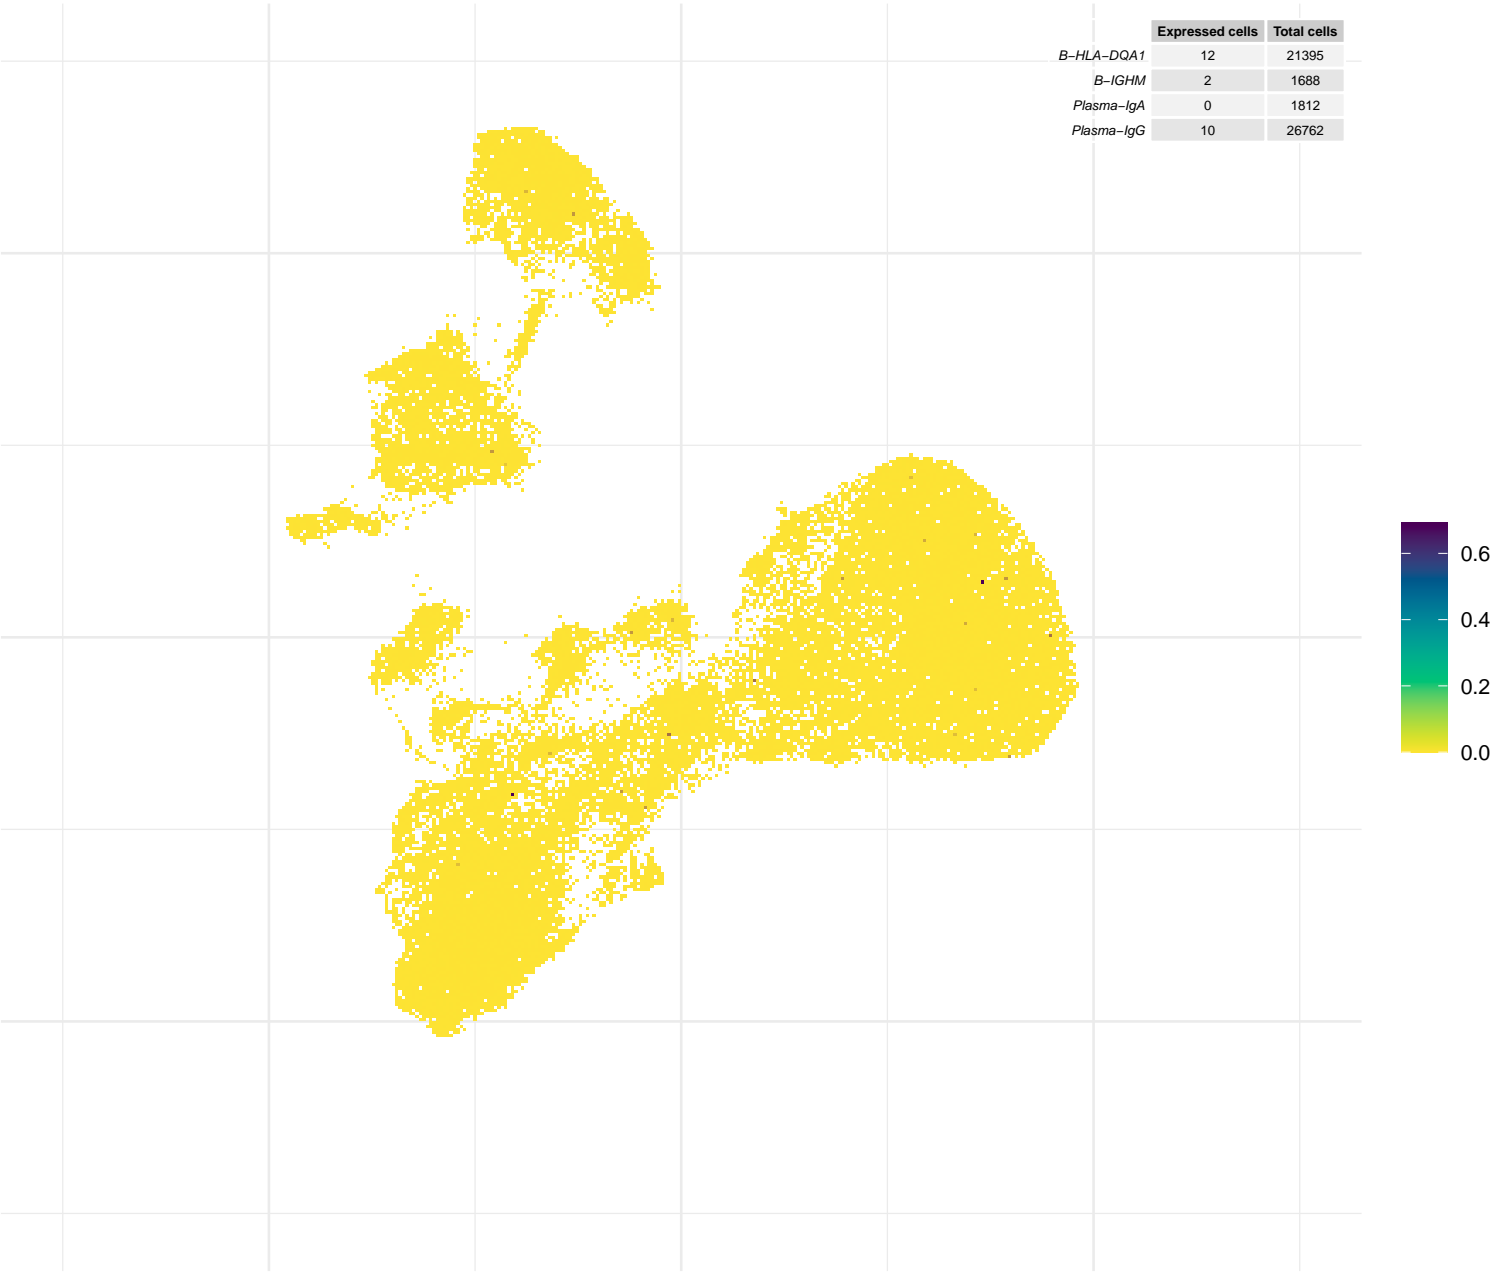 Expressed cells Total cells
B−HLA−DQA1 12 21395
B−IGHM 2 1688
Plasma−IgA 0 1812
Plasma−IgG 10 26762
0.6
0.4
0.2
0.0